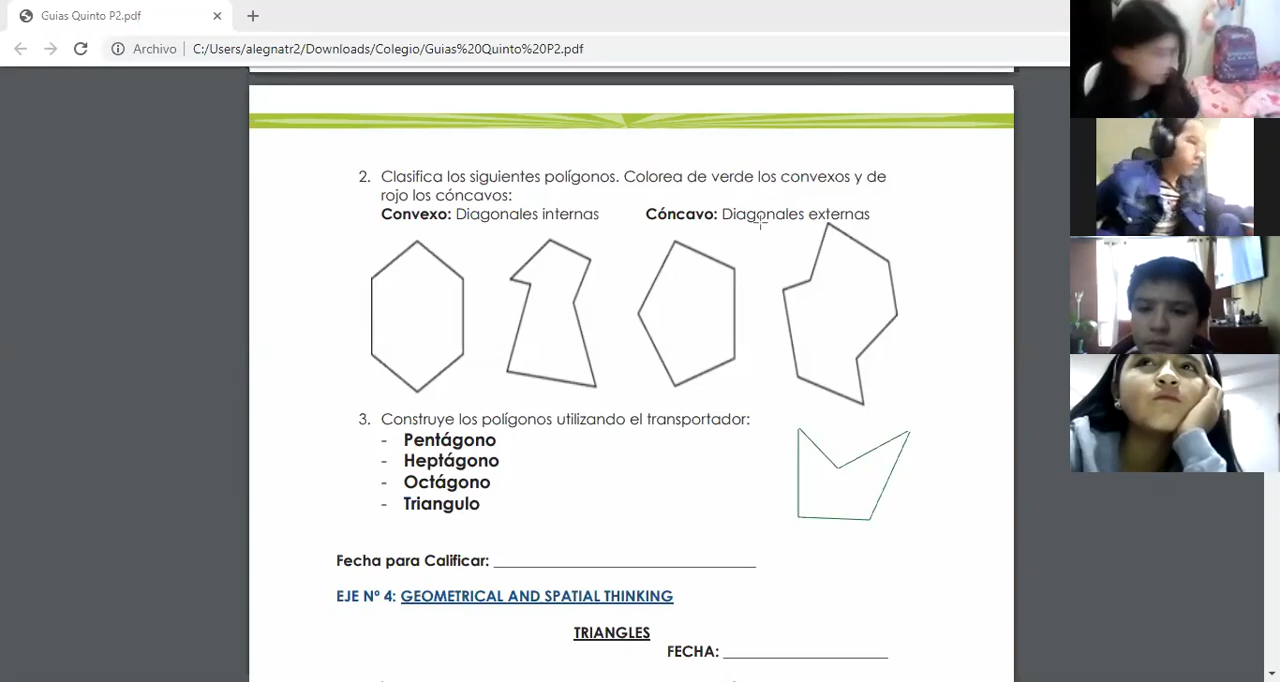 Guias Quinto P2.pdf
Archivo
C:/Users/alegnatr2/Downloads/Colegio/Guias%20Quinto%20P2.pdf
2. Clasifica los siguientes polígonos. Colorea de verde los convexos y de
rojo los cóncavos:
Convexo: Diagonales internas Cóncavo: Diagonales externas
3. Construye los polígonos utilizando el transportador:
- Pentágono
- Heptágono
- Octágono
- Triangulo
Fecha para Calificar: ______________________________
EJE Nº 4: GEOMETRICAL AND SPATIAL THINKING
TRIANGLES
FECHA: ____________________